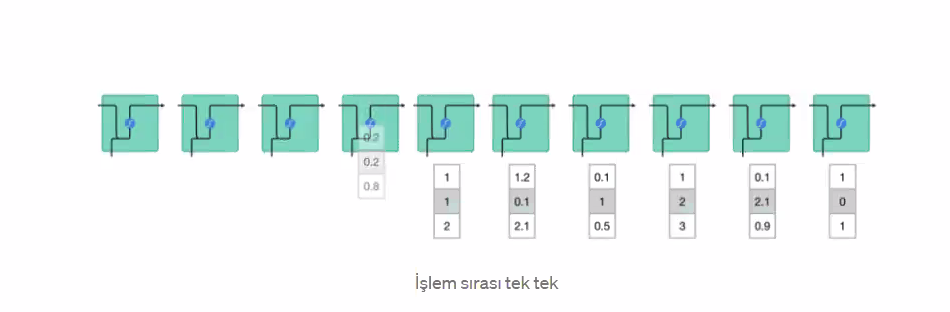 0.2
0.2
0.8
1 1.2 0.1 1 0.1 1
1 0.1 1 2 2.1 0
2 2.1 0.5 3 0.9 1
İşlem sırası tek tek